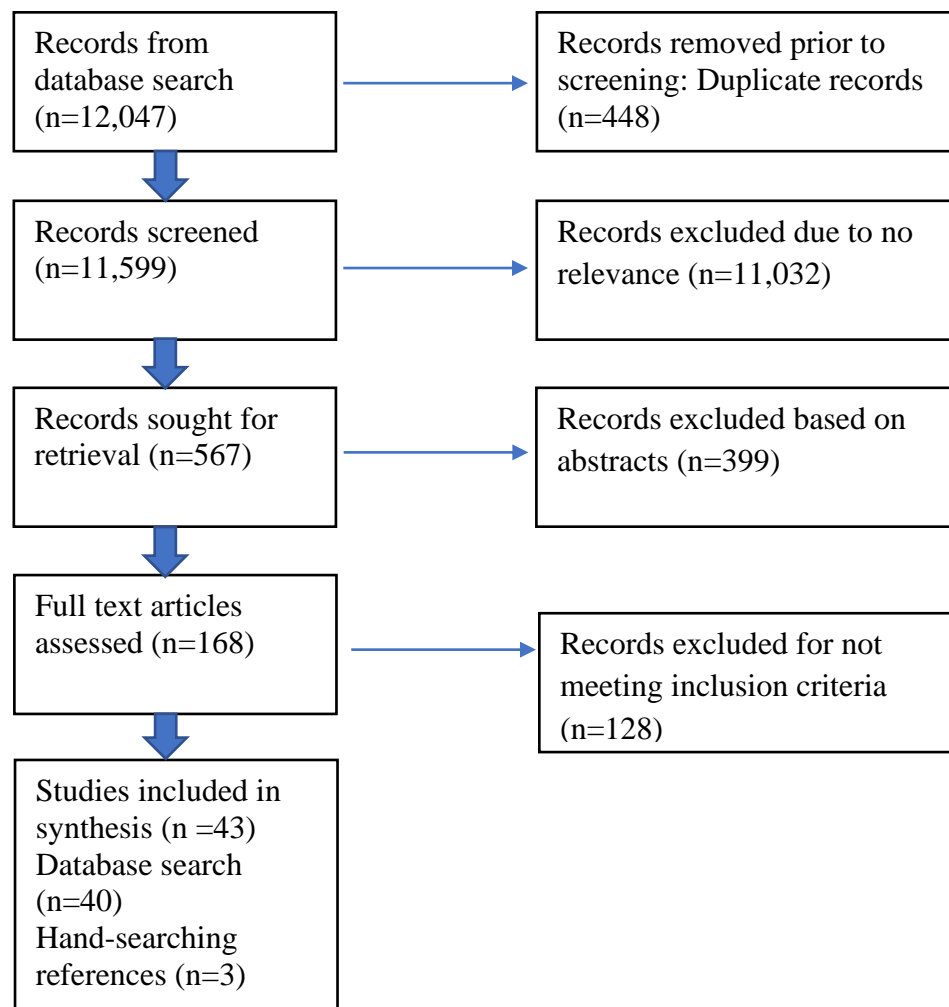 Records from
database search
(n=12,047)
Records removed prior to
screening: Duplicate records
(n=448)
Records screened
(n=11,599)
Records excluded due to no
relevance (n=11,032)
Records sought for
retrieval (n=567)
Records excluded based on
abstracts (n=399)
Full text articles
assessed (n=168)
Records excluded for not
meeting inclusion criteria
(n=128)
Studies included in
synthesis (n =43)
Database search
(n=40)
Hand-searching
references (n=3)